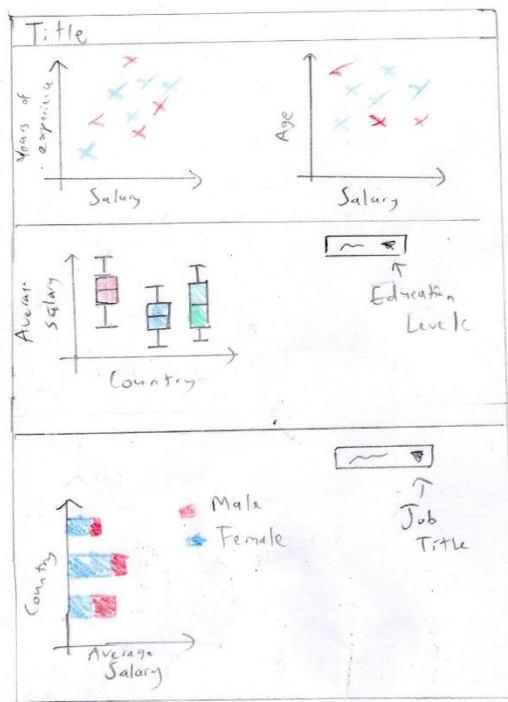 Title
Years of
experience
Salary
Age
Salary
Average
Salary
Country
Education
Level
Country
Average
Salary
Male
Female
Job
Title